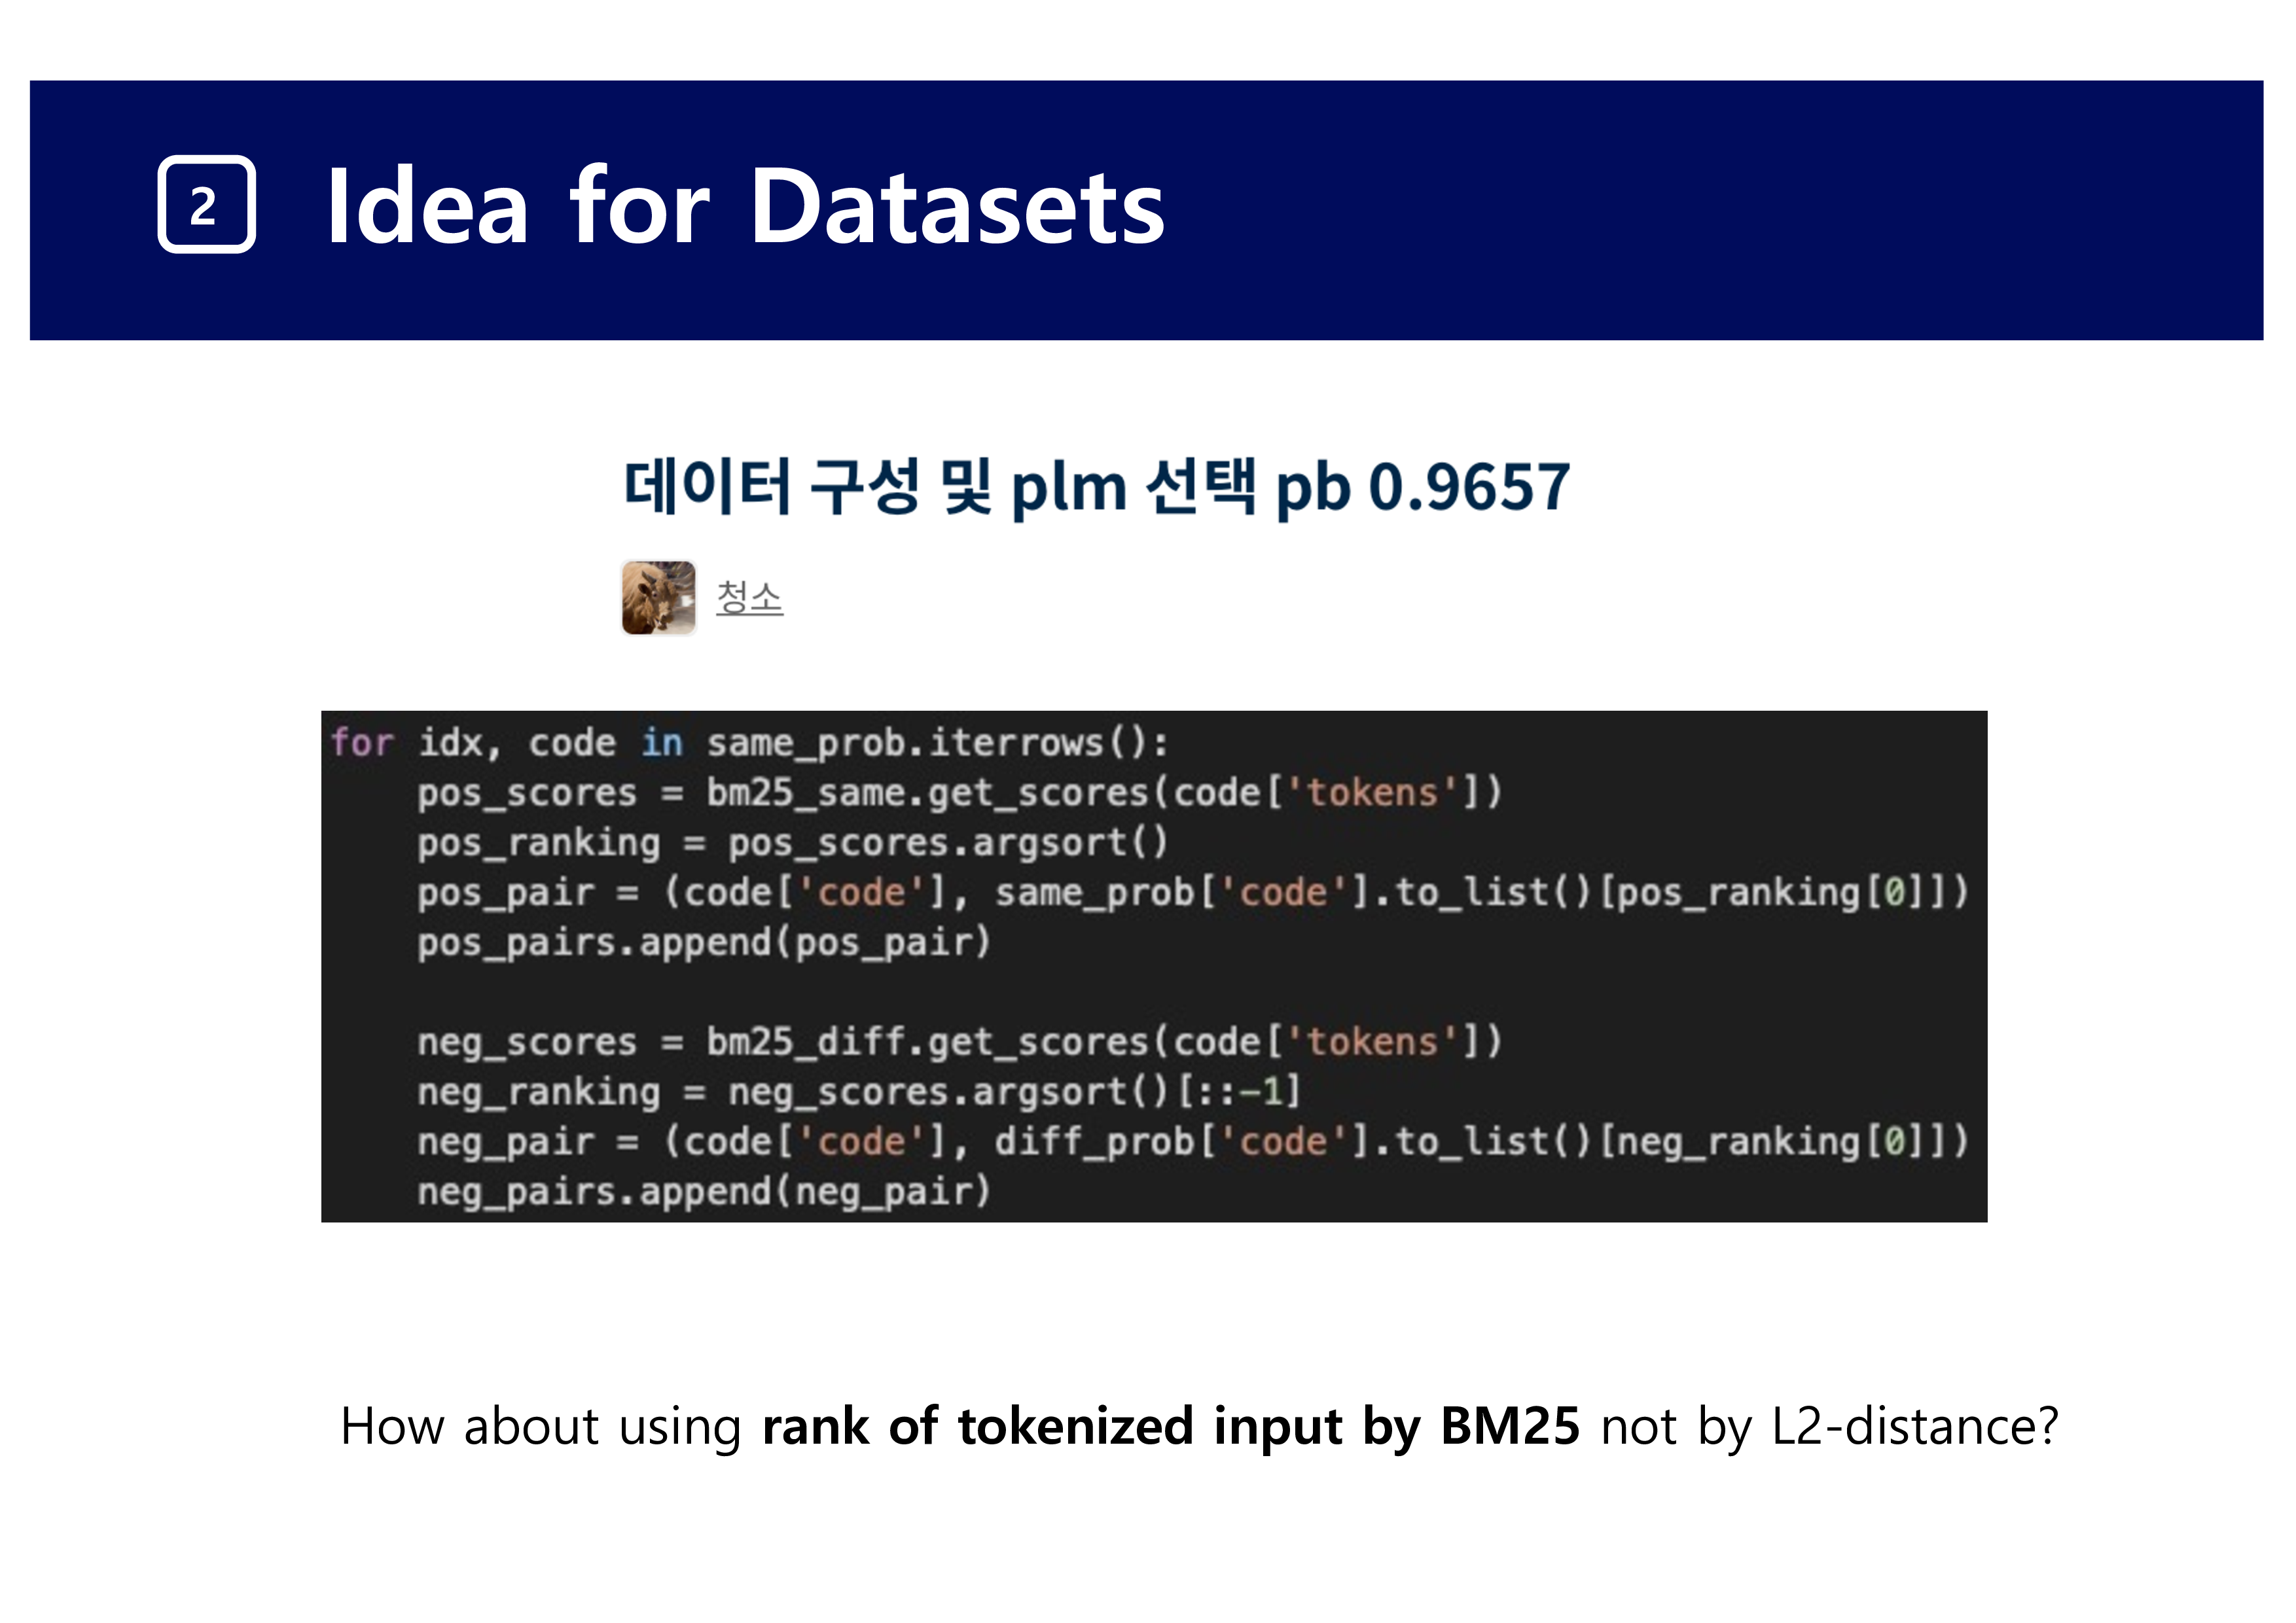 2
Idea for Datasets
데이터 구성 및 plm 선택 pb 0.9657
청소
for idx, code in same_prob.iterrows():
    pos_scores = bm25_same.get_scores(code['tokens'])
    pos_ranking = pos_scores.argsort()
    pos_pair = (code['code'], same_prob['code'].to_list()[pos_ranking[0]])
    pos_pairs.append(pos_pair)
    neg_scores = bm25_diff.get_scores(code['tokens'])
    neg_ranking = neg_scores.argsort()[::-1]
    neg_pair = (code['code'], diff_prob['code'].to_list()[neg_ranking[0]])
    neg_pairs.append(neg_pair)
How about using rank of tokenized input by BM25 not by L2-distance?